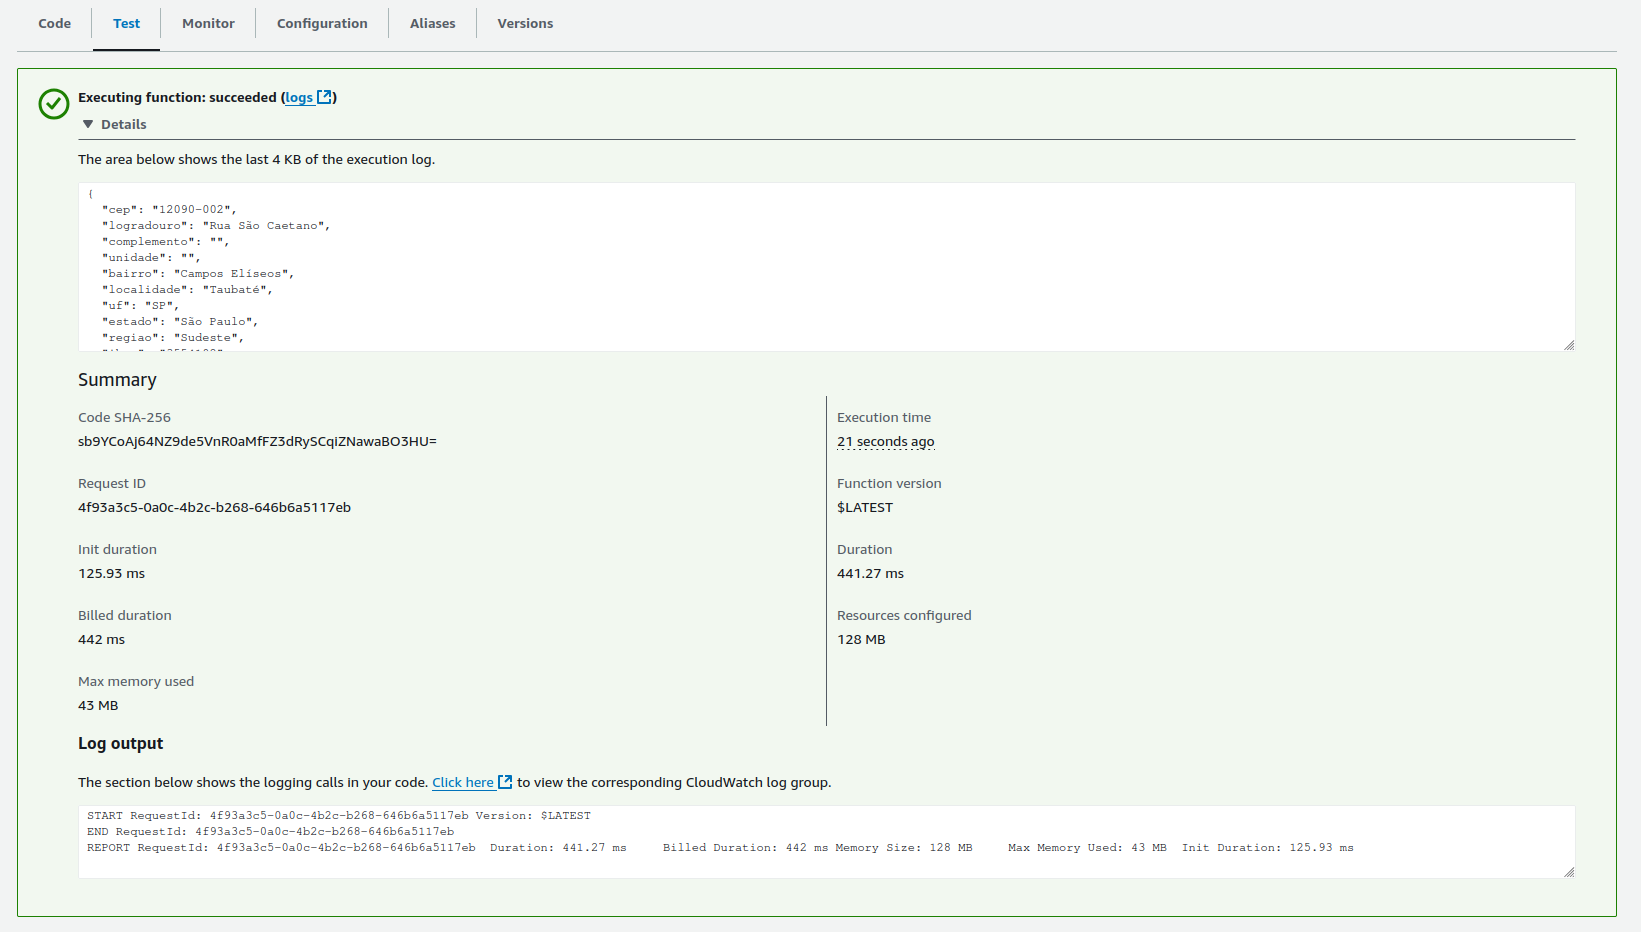 Code Test Monitor Configuration Aliases Versions
Executing function: succeeded (logs)
Details
The area below shows the last 4 KB of the execution log.
{
"cep": "12090-002",
"logradouro": "Rua São Caetano",
"complemento": "",
"unidade": "",
"bairro": "Campos Elíseos",
"localidade": "Taubaté",
"uf": "SP",
"estado": "São Paulo",
"regiao": "Sudeste",
Summary
Code SHA-256
sb9YCoAj64NZ9de5VnR0aMfFZ3dRySCqIZNawaBO3HU=
Execution time
21 seconds ago
Request ID
4f93a3c5-0a0c-4b2c-b268-646b6a5117eb
Function version
$LATEST
Init duration
125.93 ms
Duration
441.27 ms
Billed duration
442 ms
Resources configured
128 MB
Max memory used
43 MB
Log output
The section below shows the logging calls in your code. Click here to view the corresponding CloudWatch log group.
START RequestId: 4f93a3c5-0a0c-4b2c-b268-646b6a5117eb Version: $LATEST
END RequestId: 4f93a3c5-0a0c-4b2c-b268-646b6a5117eb
REPORT RequestId: 4f93a3c5-0a0c-4b2c-b268-646b6a5117eb Duration: 441.27 ms Billed Duration: 442 ms Memory Size: 128 MB Max Memory Used: 43 MB Init Duration: 125.93 ms